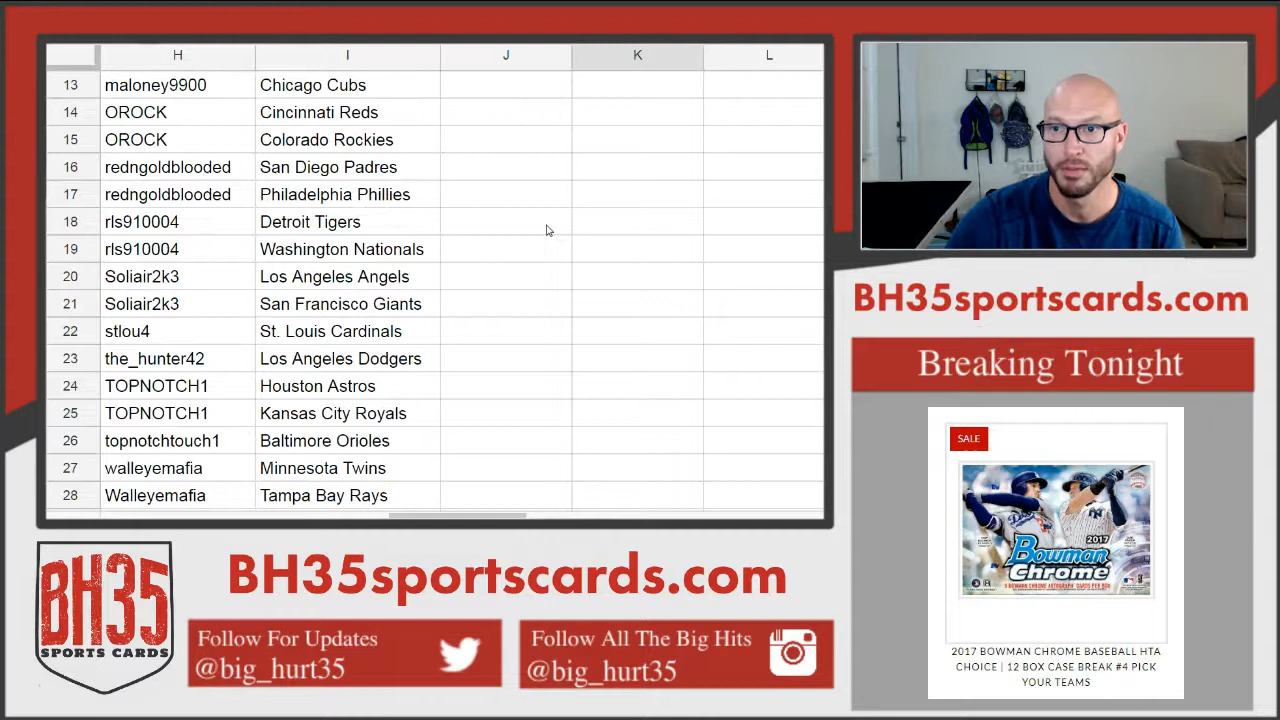 H I J K L
13 maloney9900 Chicago Cubs
14 OROCK Cincinnati Reds
15 OROCK Colorado Rockies
16 redngoldblooded San Diego Padres
17 redngoldblooded Philadelphia Phillies
18 rls910004 Detroit Tigers
19 rls910004 Washington Nationals
20 Soliair2k3 Los Angeles Angels
21 Soliair2k3 San Francisco Giants
22 stlou4 St. Louis Cardinals
23 the_hunter42 Los Angeles Dodgers
24 TOPNOTCH1 Houston Astros
25 TOPNOTCH1 Kansas City Royals
26 topnotchtouch1 Baltimore Orioles
27 walleyemafia Minnesota Twins
28 Walleyemafia Tampa Bay Rays
BH35sportscards.com
Breaking Tonight
SALE
2017
Bowman
Chrome
2017 BOWMAN CHROME BASEBALL HTA
CHOICE | 12 BOX CASE BREAK #4 PICK
YOUR TEAMS
BH35
SPORTS CARDS
BH35sportscards.com
Follow For Updates
@big_hurt35
Follow All The Big Hits
@big_hurt35